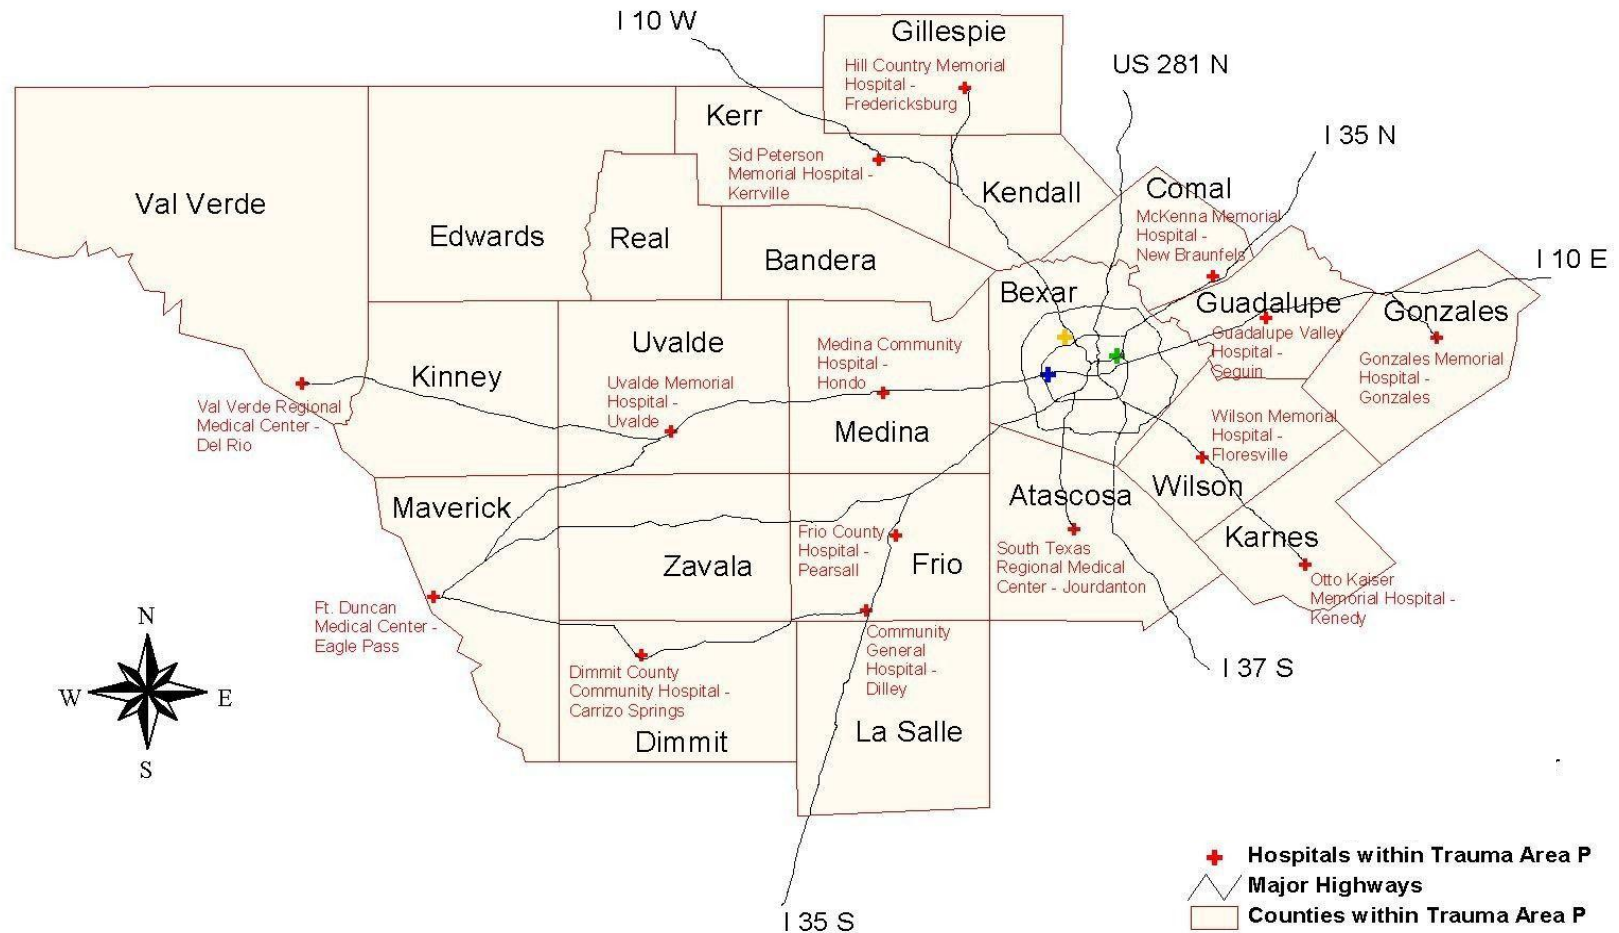 I 10 W
Gillespie
Hill Country Memorial
Hospital -
Fredericksburg
US 281 N
I 35 N
Kerr
Sid Peterson
Memorial Hospital -
Kerrville
Kendall
Comal
McKenna Memorial
Hospital -
New Braunfels
I 10 E
Val Verde
Edwards
Real
Bandera
Bexar
Guadalupe
Guadalupe Valley
Hospital -
Seguin
Gonzales
Gonzales Memorial
Hospital -
Gonzales
Uvalde
Uvalde Memorial
Hospital -
Uvalde
Medina Community
Hospital -
Hondo
Medina
Kinney
Val Verde Regional
Medical Center -
Del Rio
Wilson Memorial
Hospital -
Floresville
Wilson
Maverick
Atascosa
South Texas
Regional Medical
Center - Jourdanton
Frio County
Hospital -
Pearsall
Frio
Zavala
Karnes
Otto Kaiser
Memorial Hospital -
Kenedy
Ft. Duncan
Medical Center -
Eagle Pass
Community
General
Hospital -
Dilley
I 37 S
Dimmit County
Community Hospital -
Carrizo Springs
Dimmit
La Salle
N
W
E
S
I 35 S
Hospitals within Trauma Area P
Major Highways
Counties within Trauma Area P